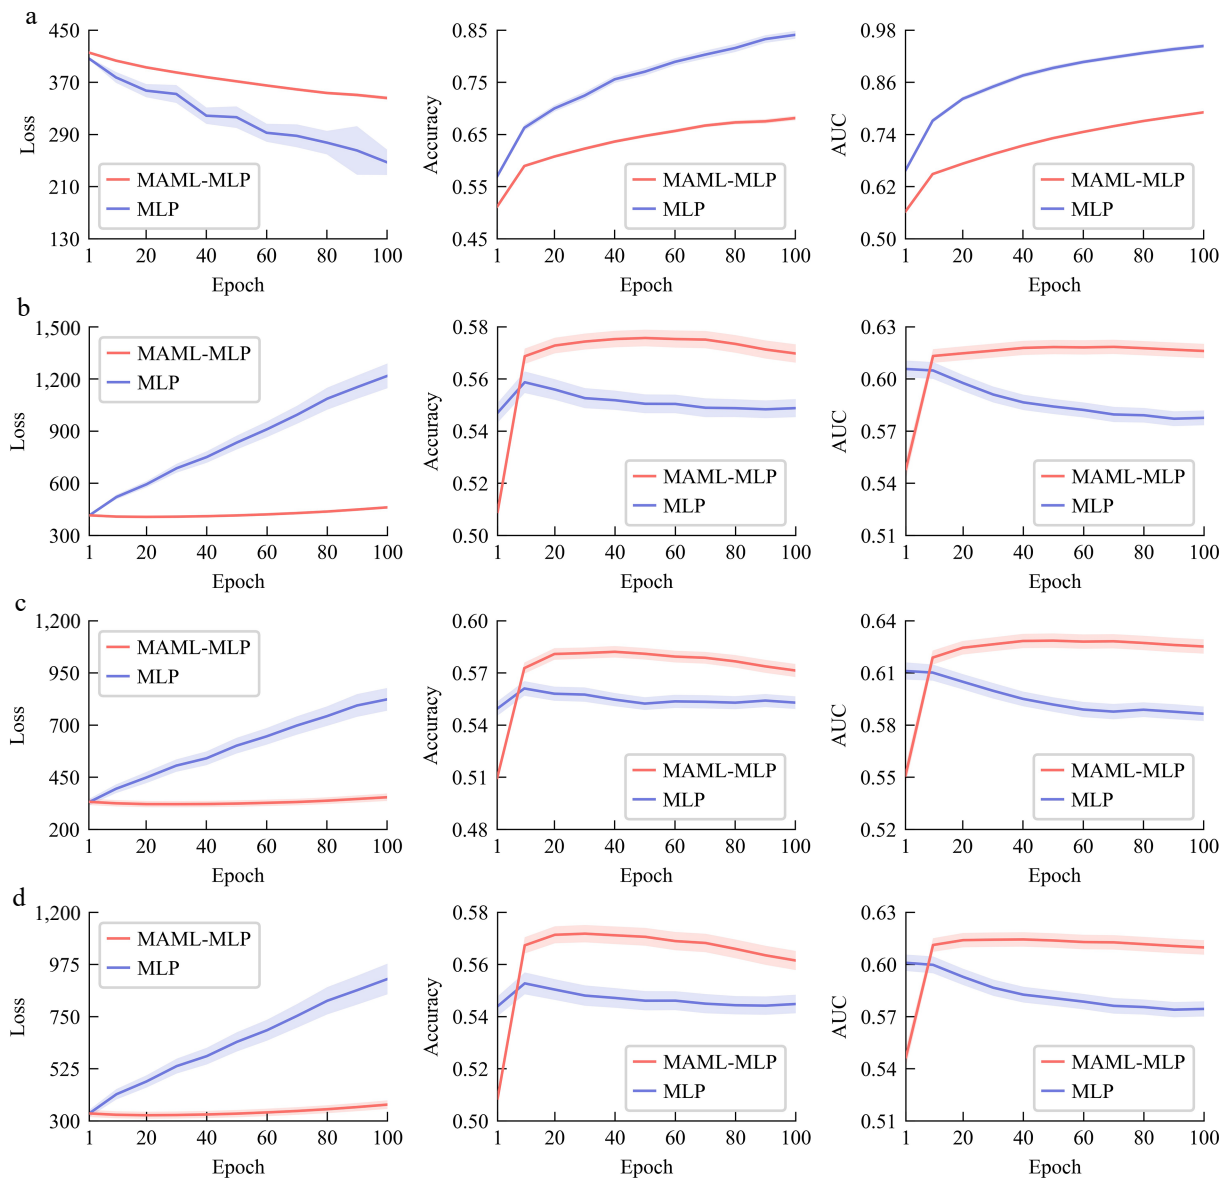 a
450
370
290
210
130
Loss
MAML-MLP
MLP
1 20 40 60 80 100
Epoch
0.85
0.75
0.65
0.55
0.45
Accuracy
MAML-MLP
MLP
1 20 40 60 80 100
Epoch
0.98
0.86
0.74
0.62
0.50
AUC
MAML-MLP
MLP
1 20 40 60 80 100
Epoch
b
1,500
1,200
900
600
300
Loss
MAML-MLP
MLP
1 20 40 60 80 100
Epoch
0.58
0.56
0.54
0.52
0.50
Accuracy
MAML-MLP
MLP
1 20 40 60 80 100
Epoch
0.63
0.60
0.57
0.54
0.51
AUC
MAML-MLP
MLP
1 20 40 60 80 100
Epoch
c
1,200
950
700
450
200
Loss
MAML-MLP
MLP
1 20 40 60 80 100
Epoch
0.60
0.57
0.54
0.51
0.48
Accuracy
MAML-MLP
MLP
1 20 40 60 80 100
Epoch
0.64
0.61
0.58
0.55
0.52
AUC
MAML-MLP
MLP
1 20 40 60 80 100
Epoch
d
1,200
975
750
525
300
Loss
MAML-MLP
MLP
1 20 40 60 80 100
Epoch
0.58
0.56
0.54
0.52
0.50
Accuracy
MAML-MLP
MLP
1 20 40 60 80 100
Epoch
0.63
0.60
0.57
0.54
0.51
AUC
MAML-MLP
MLP
1 20 40 60 80 100
Epoch